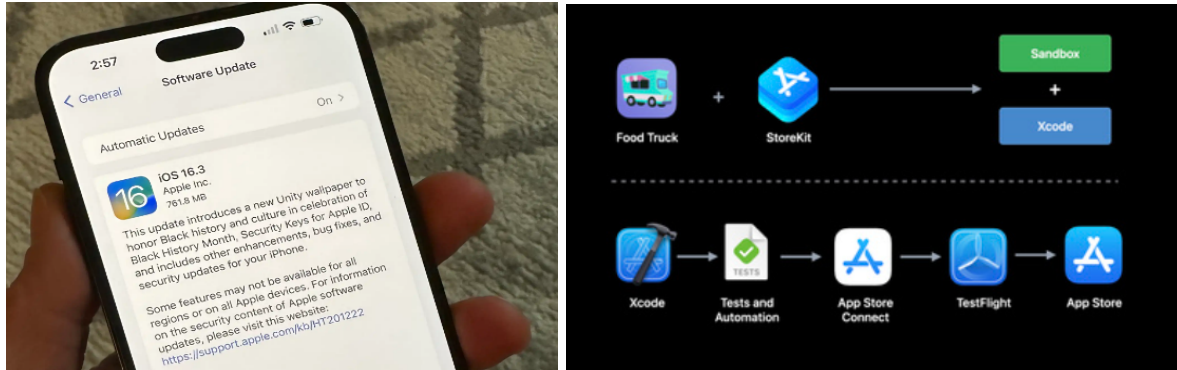 2:57
General
Software Update
Automatic Updates
On
16
iOS 16.3
Apple Inc.
761.8 MB
This update introduces a new Unity wallpaper to
honor Black history and culture in celebration of
Black History Month, Security Keys for Apple ID,
and includes other enhancements, bug fixes, and
security updates for your iPhone.
Some features may not be available for all
regions or on all Apple devices. For information
on the security content of Apple software
updates, please visit this website:
https://support.apple.com/kb/HT201222
Food Truck
+
StoreKit
Sandbox
+
Xcode
Xcode
TESTS
Tests and
Automation
App Store
Connect
TestFlight
App Store